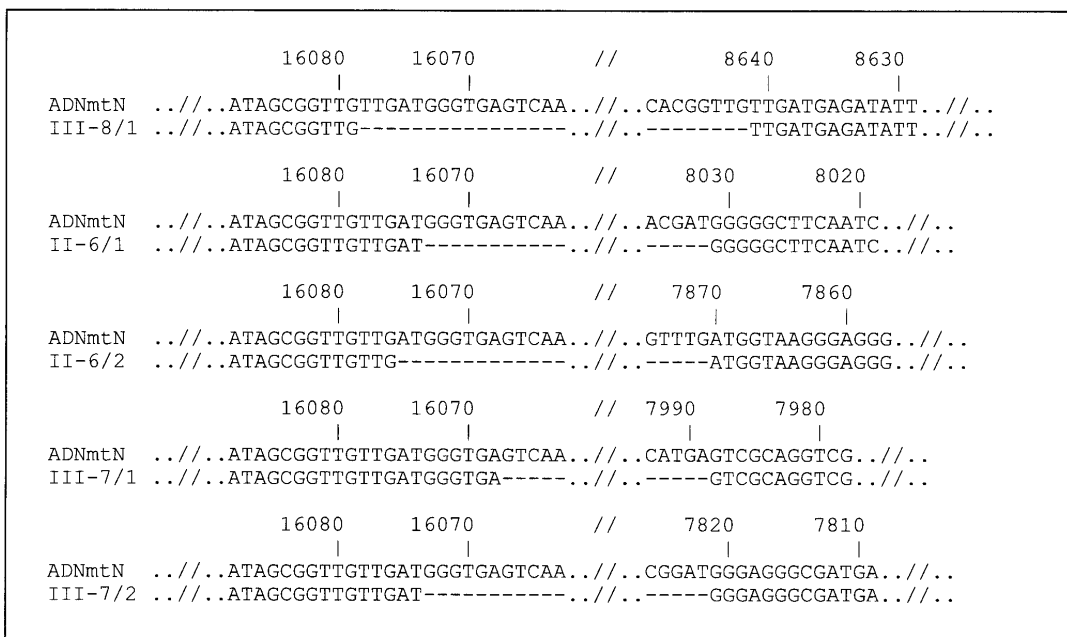 16080 16070 // 8640 8630
ADNmtN ..//..ATAGCGGTTGTTGATGGGTGAGTCAA..//..CACGGTTGTTGATGAGATATT..//..
III-8/1 ..//..ATAGCGGTTG----------------..//..--------TTGATGAGATATT..//..
16080 16070 // 8030 8020
ADNmtN ..//..ATAGCGGTTGTTGATGGGTGAGTCAA..//..ACGATGGGGGCTTCAATC..//..
II-6/1 ..//..ATAGCGGTTGTTGAT-----------..//..-----GGGGGCTTCAATC..//..
16080 16070 // 7870 7860
ADNmtN ..//..ATAGCGGTTGTTGATGGGTGAGTCAA..//..GTTTGATGGTAAGGGAGGG..//..
II-6/2 ..//..ATAGCGGTTGTTG-------------..//..-----ATGGTAAGGGAGGG..//..
16080 16070 // 7990 7980
ADNmtN ..//..ATAGCGGTTGTTGATGGGTGAGTCAA..//..CATGAGTCGCAGGTCG..//..
III-7/1 ..//..ATAGCGGTTGTTGATGGGTGA-----..//..-----GTCGCAGGTCG..//..
16080 16070 // 7820 7810
ADNmtN ..//..ATAGCGGTTGTTGATGGGTGAGTCAA..//..CGGATGGGAGGGCGATGA..//..
III-7/2 ..//..ATAGCGGTTGTTGAT-----------..//..-----GGGAGGGCGATGA..//..